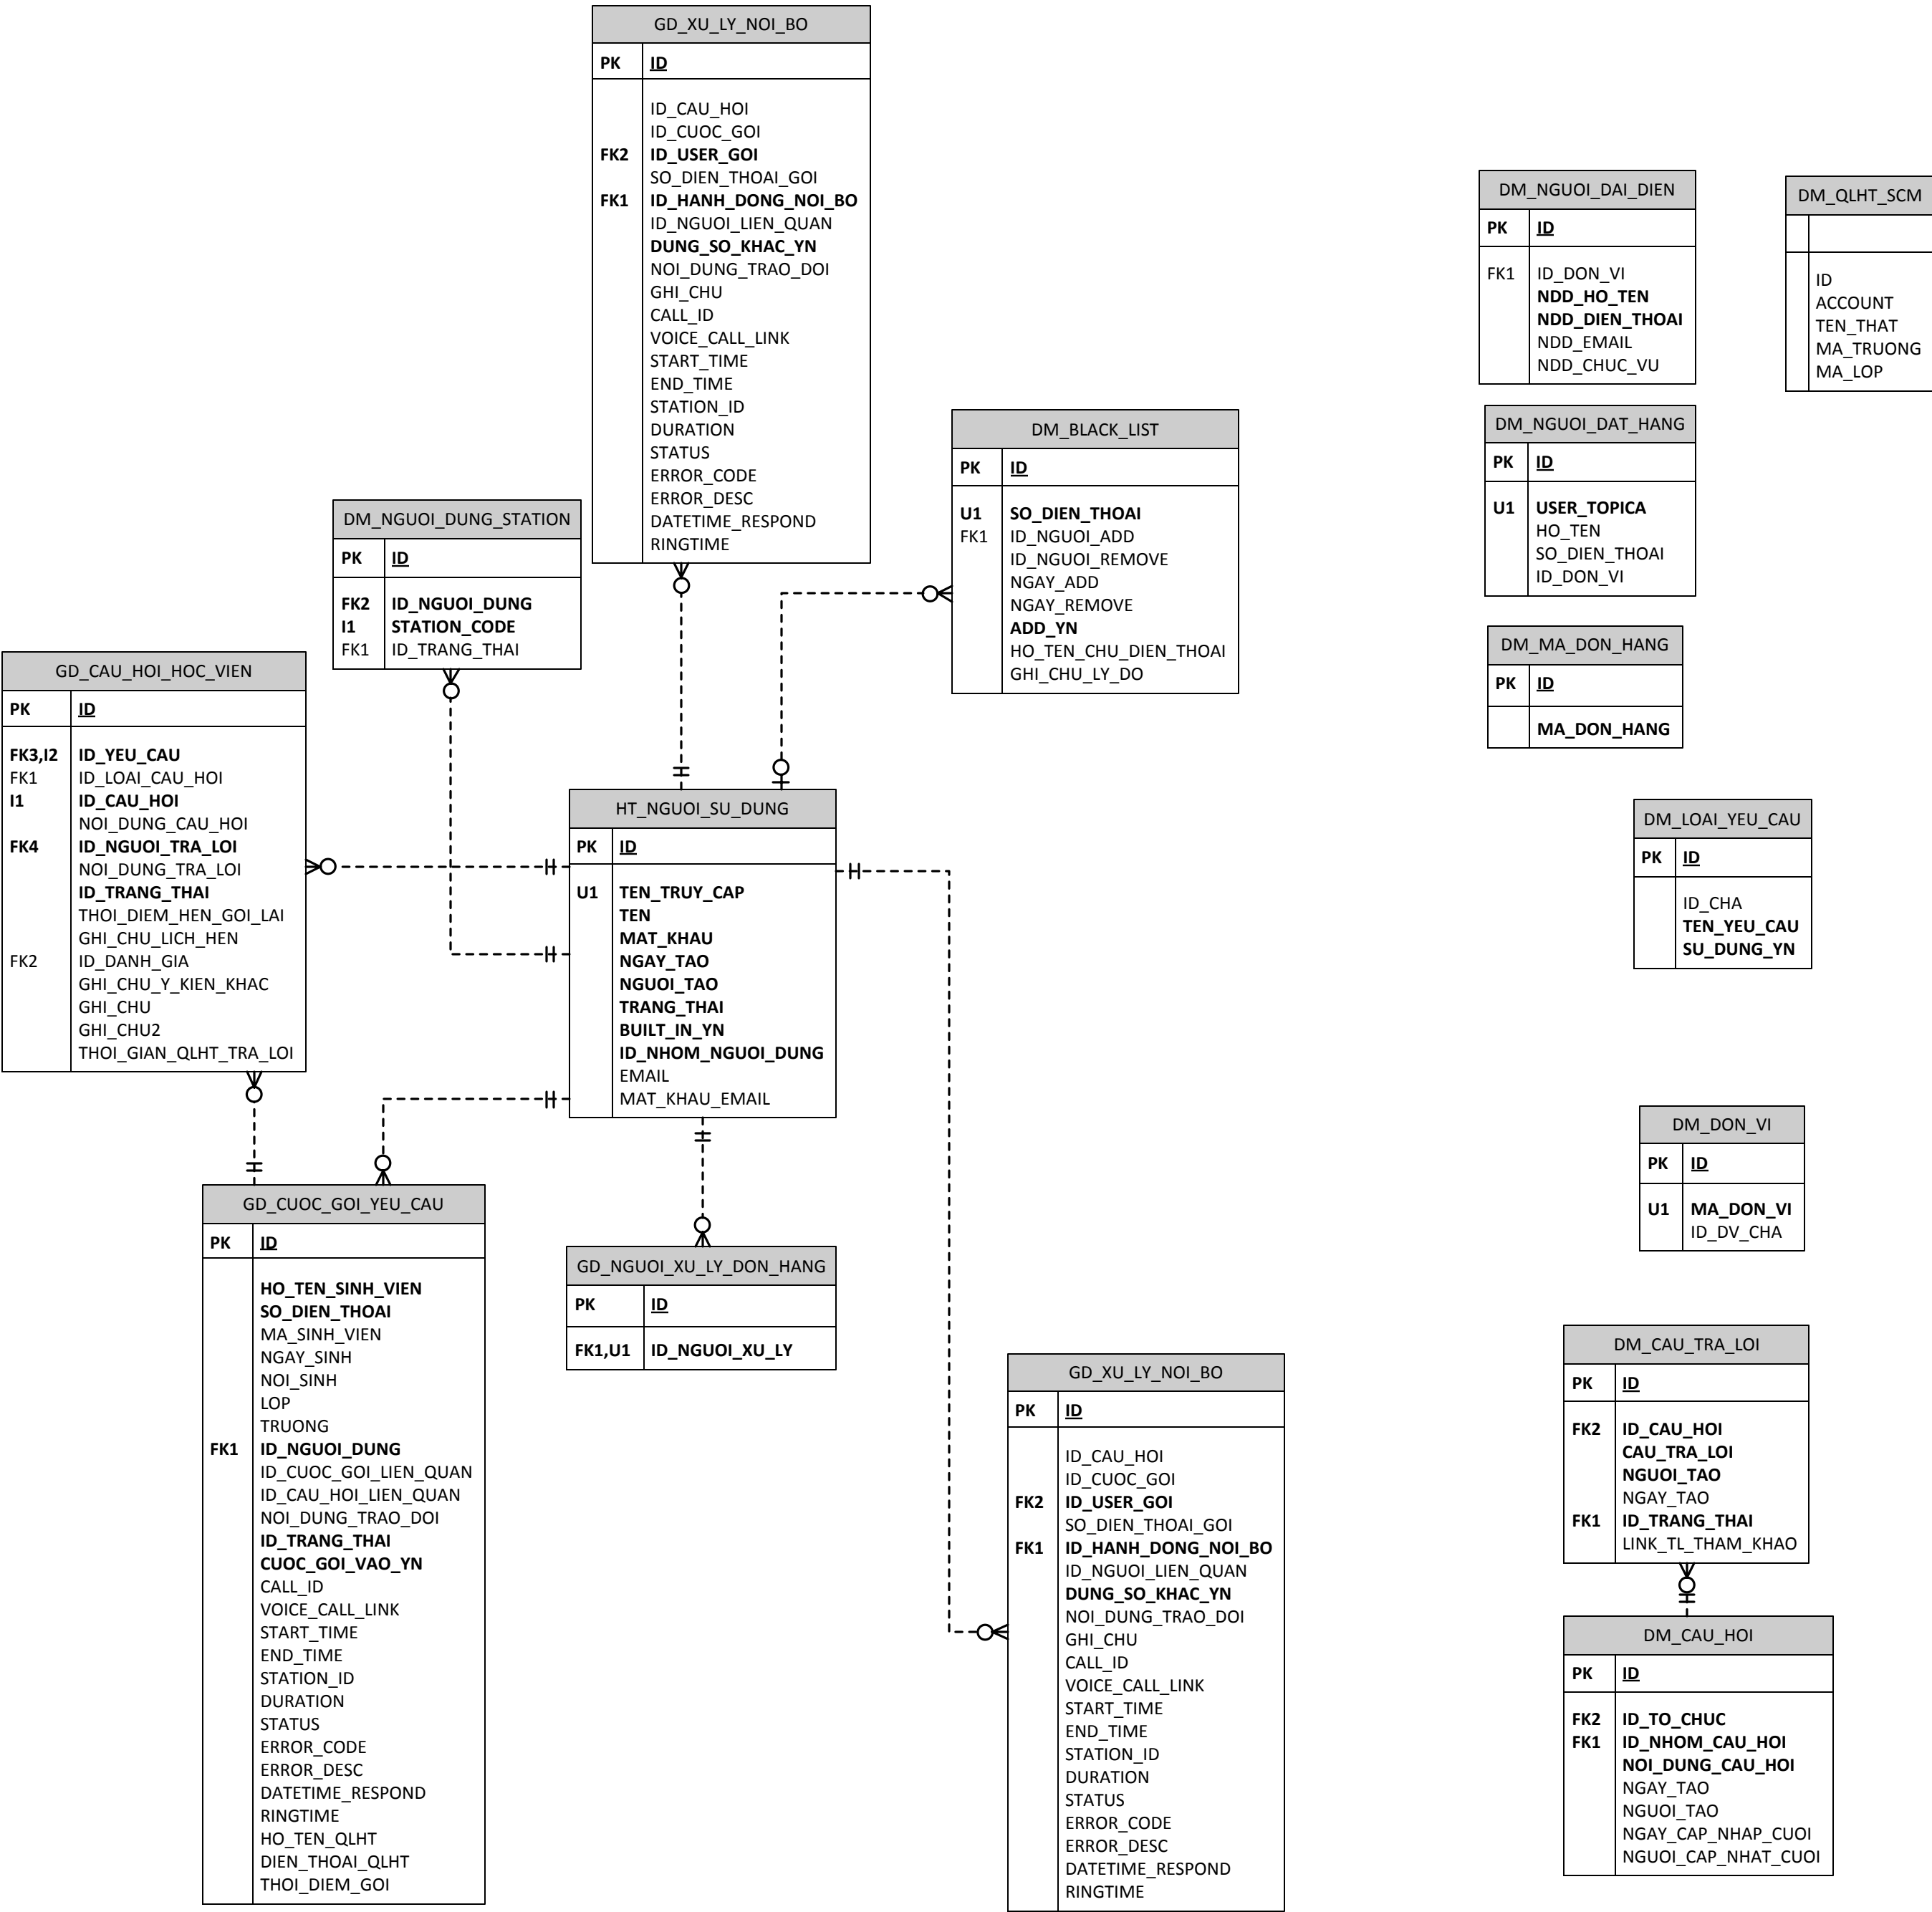 GD_XU_LY_NOI_BO
PK ID
ID_CAU_HOI
ID_CUOC_GOI
FK2 ID_USER_GOI
SO_DIEN_THOAI_GOI
FK1 ID_HANH_DONG_NOI_BO
ID_NGUOI_LIEN_QUAN
DUNG_SO_KHAC_YN
NOI_DUNG_TRAO_DOI
GHI_CHU
CALL_ID
VOICE_CALL_LINK
START_TIME
END_TIME
STATION_ID
DURATION
STATUS
ERROR_CODE
ERROR_DESC
DATETIME_RESPOND
RINGTIME
DM_NGUOI_DAI_DIEN
PK ID
FK1 ID_DON_VI
NDD_HO_TEN
NDD_DIEN_THOAI
NDD_EMAIL
NDD_CHUC_VU
DM_QLHT_SCM
ID
ACCOUNT
TEN_THAT
MA_TRUONG
MA_LOP
DM_NGUOI_DAT_HANG
PK ID
U1 USER_TOPICA
HO_TEN
SO_DIEN_THOAI
ID_DON_VI
DM_BLACK_LIST
PK ID
U1 SO_DIEN_THOAI
FK1 ID_NGUOI_ADD
ID_NGUOI_REMOVE
NGAY_ADD
NGAY_REMOVE
ADD_YN
HO_TEN_CHU_DIEN_THOAI
GHI_CHU_LY_DO
DM_NGUOI_DUNG_STATION
PK ID
FK2 ID_NGUOI_DUNG
I1 STATION_CODE
FK1 ID_TRANG_THAI
DM_MA_DON_HANG
PK ID
MA_DON_HANG
GD_CAU_HOI_HOC_VIEN
PK ID
FK3,I2 ID_YEU_CAU
FK1 ID_LOAI_CAU_HOI
I1 ID_CAU_HOI
NOI_DUNG_CAU_HOI
FK4 ID_NGUOI_TRA_LOI
NOI_DUNG_TRA_LOI
ID_TRANG_THAI
THOI_DIEM_HEN_GOI_LAI
GHI_CHU_LICH_HEN
FK2 ID_DANH_GIA
GHI_CHU_Y_KIEN_KHAC
GHI_CHU
GHI_CHU2
THOI_GIAN_QLHT_TRA_LOI
HT_NGUOI_SU_DUNG
PK ID
U1 TEN_TRUY_CAP
TEN
MAT_KHAU
NGAY_TAO
NGUOI_TAO
TRANG_THAI
BUILT_IN_YN
ID_NHOM_NGUOI_DUNG
EMAIL
MAT_KHAU_EMAIL
DM_LOAI_YEU_CAU
PK ID
ID_CHA
TEN_YEU_CAU
SU_DUNG_YN
DM_DON_VI
PK ID
U1 MA_DON_VI
ID_DV_CHA
GD_CUOC_GOI_YEU_CAU
PK ID
HO_TEN_SINH_VIEN
SO_DIEN_THOAI
MA_SINH_VIEN
NGAY_SINH
NOI_SINH
LOP
TRUONG
FK1 ID_NGUOI_DUNG
ID_CUOC_GOI_LIEN_QUAN
ID_CAU_HOI_LIEN_QUAN
NOI_DUNG_TRAO_DOI
ID_TRANG_THAI
CUOC_GOI_VAO_YN
CALL_ID
VOICE_CALL_LINK
START_TIME
END_TIME
STATION_ID
DURATION
STATUS
ERROR_CODE
ERROR_DESC
DATETIME_RESPOND
RINGTIME
HO_TEN_QLHT
DIEN_THOAI_QLHT
THOI_DIEM_GOI
GD_NGUOI_XU_LY_DON_HANG
PK ID
FK1,U1 ID_NGUOI_XU_LY
GD_XU_LY_NOI_BO
PK ID
ID_CAU_HOI
ID_CUOC_GOI
FK2 ID_USER_GOI
SO_DIEN_THOAI_GOI
FK1 ID_HANH_DONG_NOI_BO
ID_NGUOI_LIEN_QUAN
DUNG_SO_KHAC_YN
NOI_DUNG_TRAO_DOI
GHI_CHU
CALL_ID
VOICE_CALL_LINK
START_TIME
END_TIME
STATION_ID
DURATION
STATUS
ERROR_CODE
ERROR_DESC
DATETIME_RESPOND
RINGTIME
DM_CAU_TRA_LOI
PK ID
FK2 ID_CAU_HOI
CAU_TRA_LOI
NGUOI_TAO
NGAY_TAO
FK1 ID_TRANG_THAI
LINK_TL_THAM_KHAO
DM_CAU_HOI
PK ID
FK2 ID_TO_CHUC
FK1 ID_NHOM_CAU_HOI
NOI_DUNG_CAU_HOI
NGAY_TAO
NGUOI_TAO
NGAY_CAP_NHAP_CUOI
NGUOI_CAP_NHAT_CUOI